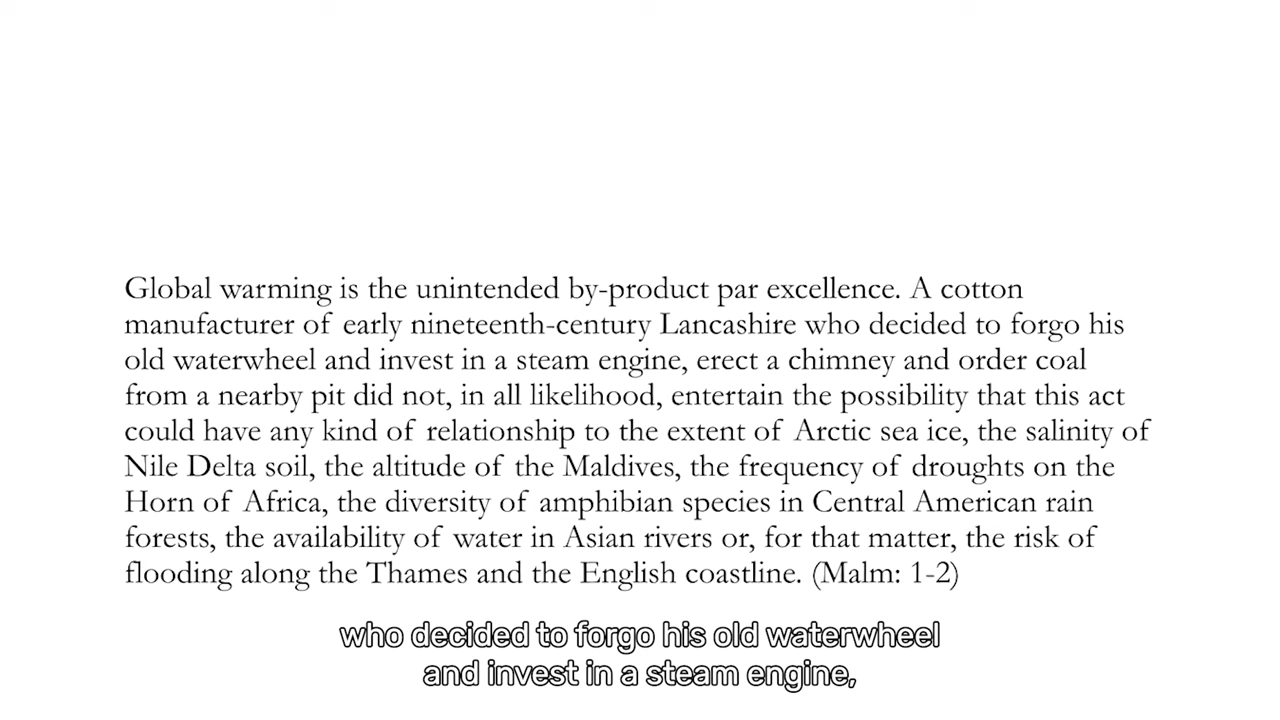 Global warming is the unintended by-product par excellence. A cotton
manufacturer of early nineteenth-century Lancashire who decided to forgo his
old waterwheel and invest in a steam engine, erect a chimney and order coal
from a nearby pit did not, in all likelihood, entertain the possibility that this act
could have any kind of relationship to the extent of Arctic sea ice, the salinity of
Nile Delta soil, the altitude of the Maldives, the frequency of droughts on the
Horn of Africa, the diversity of amphibian species in Central American rain
forests, the availability of water in Asian rivers or, for that matter, the risk of
flooding along the Thames and the English coastline. (Malm: 1-2)
who decided to forgo his old waterwheel
and invest in a steam engine,